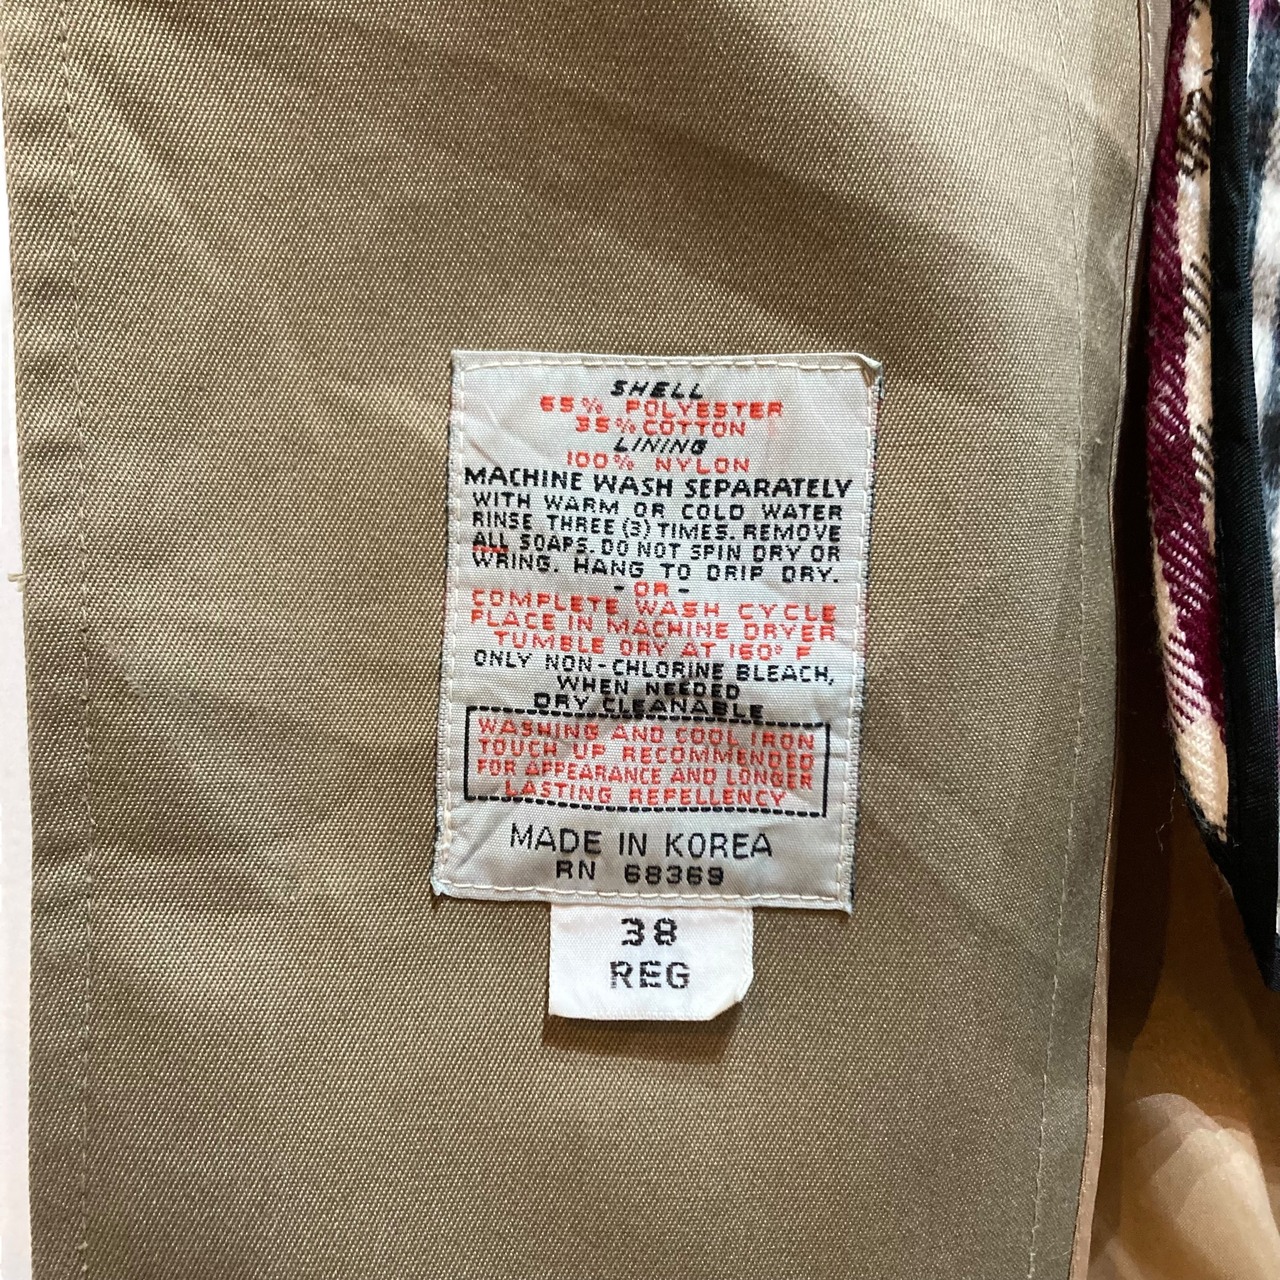 SHELL
65% POLYESTER
35% COTTON
LINING
100% NYLON
MACHINE WASH SEPARATELY
WITH WARM OR COLD WATER
RINSE THREE (3) TIMES. REMOVE
ALL SOAPS. DO NOT SPIN DRY OR
WRING. HANG TO DRIP DRY.
- OR -
COMPLETE WASH CYCLE
PLACE IN MACHINE DRYER
TUMBLE DRY AT 160° F
ONLY NON-CHLORINE BLEACH,
WHEN NEEDED
DRY CLEANABLE
WASHING AND COOL IRON
TOUCH UP RECOMMENDED
FOR APPEARANCE AND LONGER
LASTING REPELLENCY
MADE IN KOREA
RN 68369
38
REG